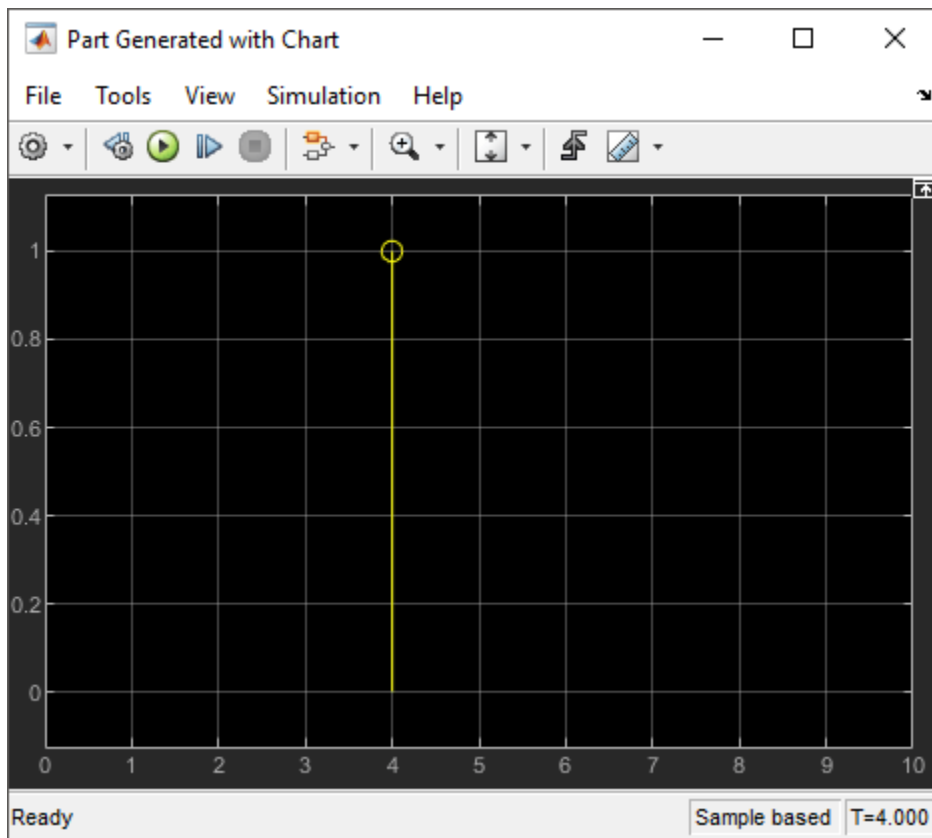 Part Generated with Chart
File Tools View Simulation Help
1
0.8
0.6
0.4
0.2
0
0 1 2 3 4 5 6 7 8 9 10
Ready Sample based T=4.000